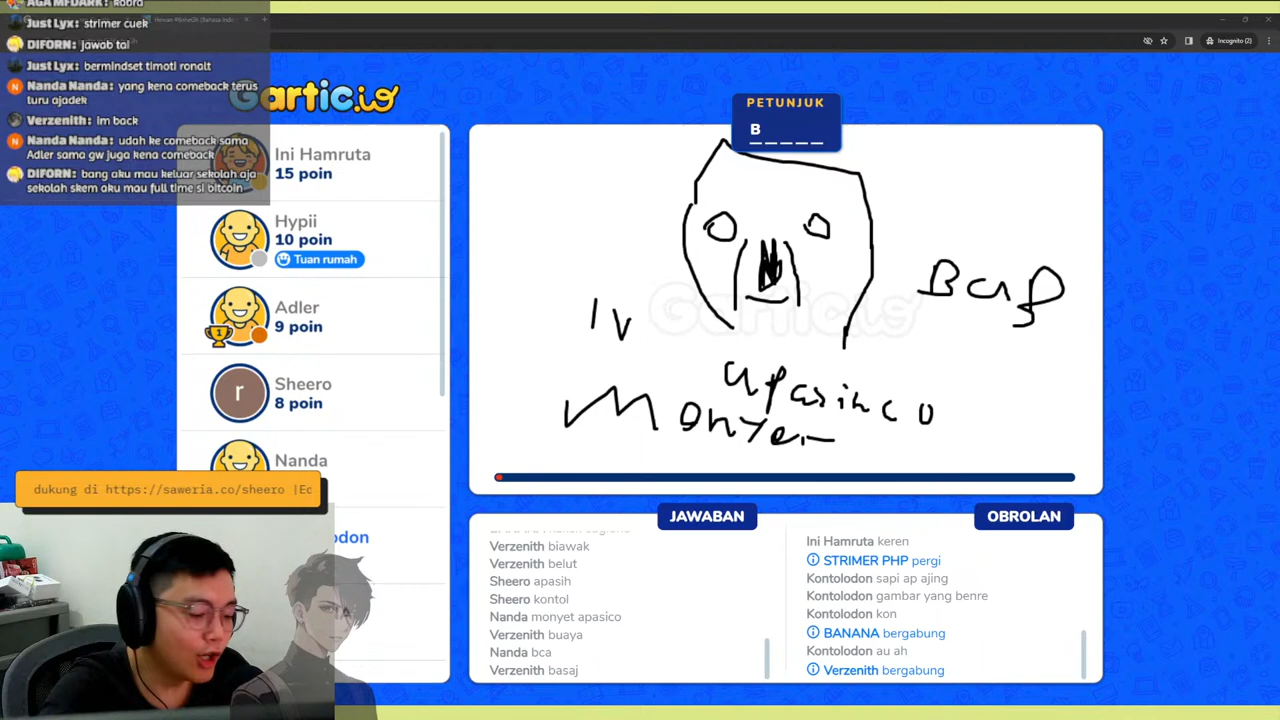 AGA MFDARK: koord
Just Lyx: strimer cuek
DIFORN: jawab tai
Just Lyx: bermindset timoti ronalt
Nanda Nanda: yang kena comeback terus
turu ajadek
Verzenith: Im back
Nanda Nanda: udah ke comeback sama
Adler sama gw juga kena comeback
DIFORN: bang aku mau keluar sekolah aja
sekolah skem aku mau full time si bitcoin
Incognito (2)
Gartic.io
Ini Hamruta
15 poin
Hypii
10 poin
Tuan rumah
Adler
9 poin
r
Sheero
8 poin
Nanda
odon
dukung di https://saweria.co/sheero |Ec
PETUNJUK
B _ _ _ _
Gartic.io
apasih c o
JAWABAN
Verzenith biawak
Verzenith belut
Sheero apasih
Sheero kontol
Nanda monyet apasico
Verzenith buaya
Nanda bca
Verzenith basaj
OBROLAN
Ini Hamruta keren
STRIMER PHP pergi
Kontolodon sapi ap ajing
Kontolodon gambar yang benre
Kontolodon kon
BANANA bergabung
Kontolodon au ah
Verzenith bergabung